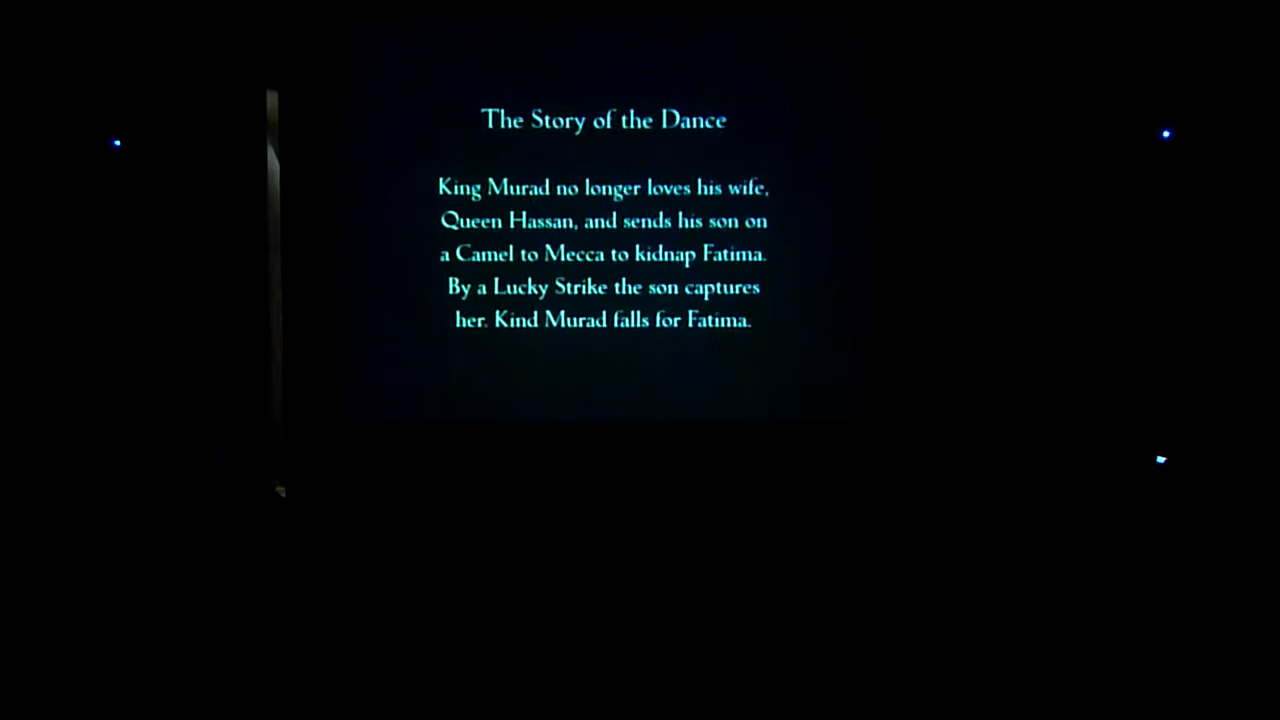 The Story of the Dance
King Murad no longer loves his wife,
Queen Hassan, and sends his son on
a Camel to Mecca to kidnap Fatima.
By a Lucky Strike the son captures
her. Kind Murad falls for Fatima.